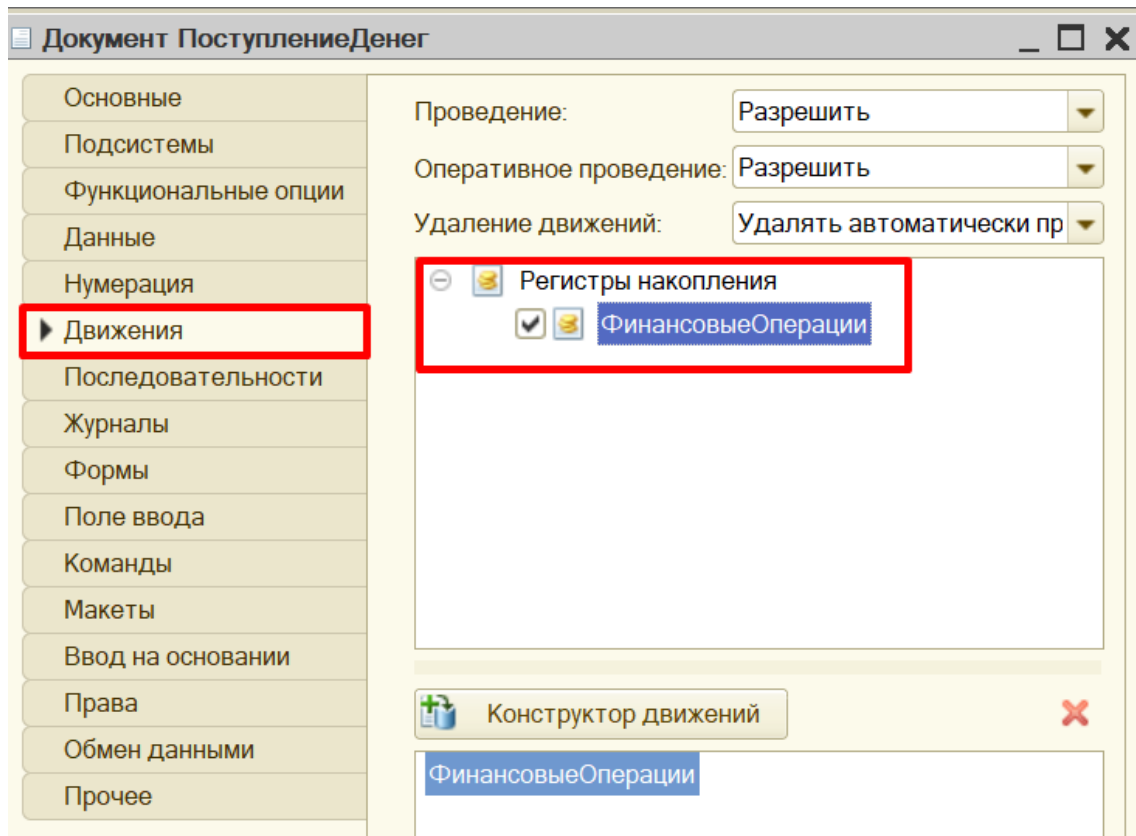 Документ ПоступлениеДенег
Основные
Подсистемы
Функциональные опции
Данные
Нумерация
Движения
Последовательности
Журналы
Формы
Поле ввода
Команды
Макеты
Ввод на основании
Права
Обмен данными
Прочее
Проведение: Разрешить
Оперативное проведение: Разрешить
Удаление движений: Удалять автоматически пр
Регистры накопления
ФинансовыеОперации
Конструктор движений
ФинансовыеОперации